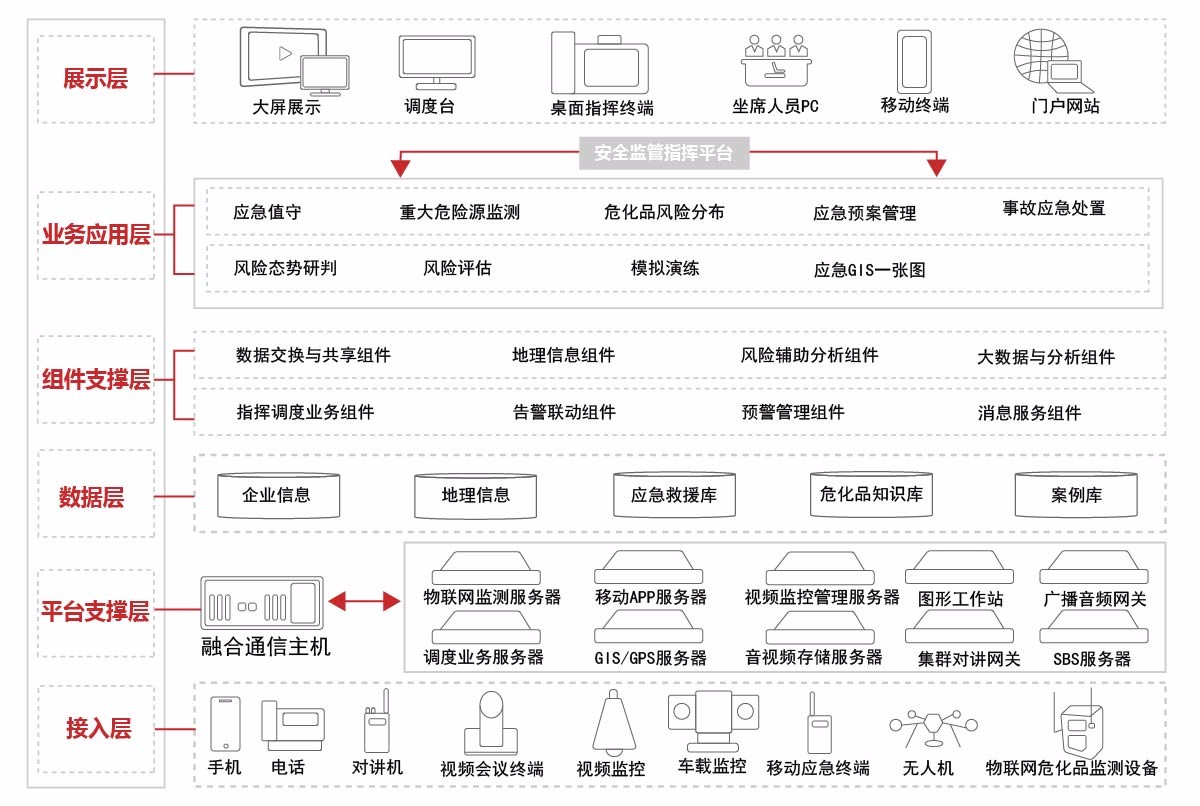 展示层
大屏展示
调度台
桌面指挥终端
坐席人员PC
移动终端
门户网站
安全监管指挥平台
业务应用层
应急值守
重大危险源监测
危化品风险分布
应急预案管理
事故应急处置
风险态势研判
风险评估
模拟演练
应急GIS一张图
组件支撑层
数据交换与共享组件
地理信息组件
风险辅助分析组件
大数据与分析组件
指挥调度业务组件
告警联动组件
预警管理组件
消息服务组件
数据层
企业信息
地理信息
应急救援库
危化品知识库
案例库
平台支撑层
融合通信主机
物联网监测服务器
移动APP服务器
视频监控管理服务器
图形工作站
广播音频网关
调度业务服务器
GIS/GPS服务器
音视频存储服务器
集群对讲网关
SBS服务器
接入层
手机
电话
对讲机
视频会议终端
视频监控
车载监控
移动应急终端
无人机
物联网危化品监测设备